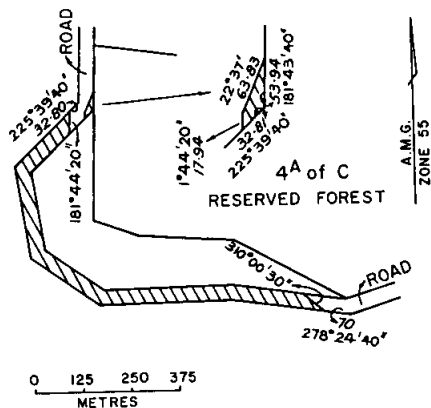 ROAD
225°39'40"
32·80
181°44'20"
22°37'
63·83
53·94
181°43'40"
1°44'20"
17·94
32·84
225°39'40"
4A of C
RESERVED FOREST
A.M.G.
ZONE 55
310°00'30"
ROAD
70
278°24'40"
0 125 250 375
METRES